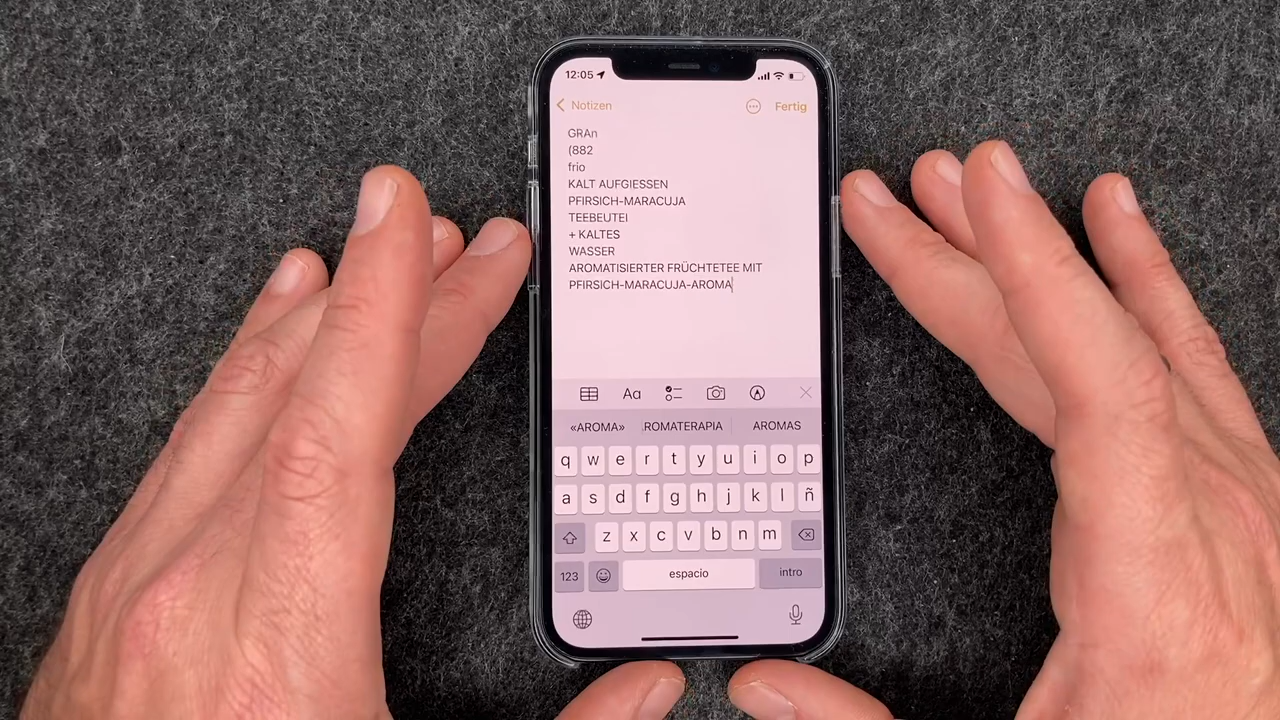 12:05
Notizen
Fertig
GRAn
(882
frio
KALT AUFGIESSEN
PFIRSICH-MARACUJA
TEEBEUTEI
+ KALTES
WASSER
AROMATISIERTER FRÜCHTETEE MIT
PFIRSICH-MARACUJA-AROMA
Aa
«AROMA» ROMATERAPIA AROMAS
q w e r t y u i o p
a s d f g h j k l ñ
z x c v b n m
123 espacio intro